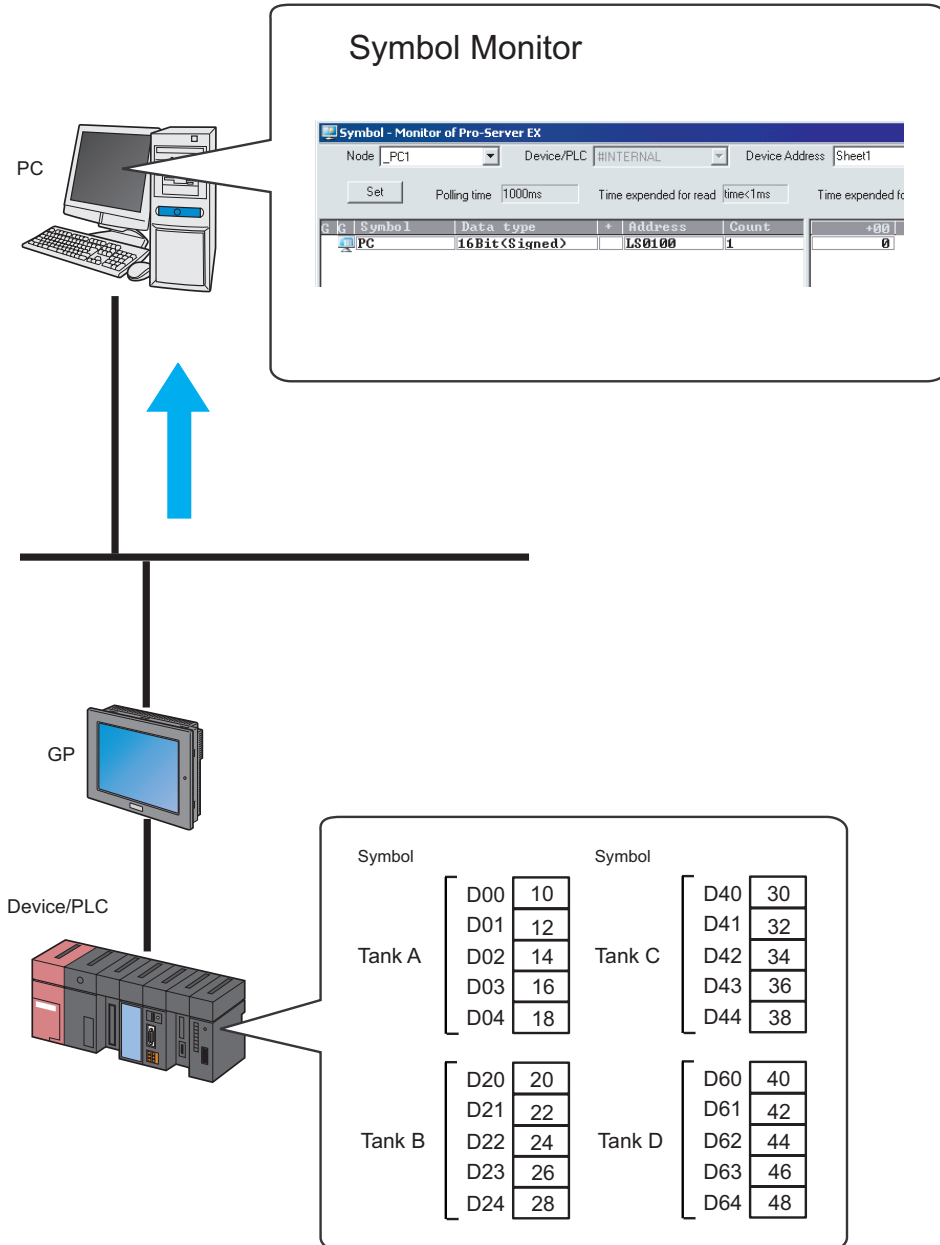 Symbol Monitor
PC
Symbol - Monitor of Pro-Server EX
Node _PC1 Device/PLC #INTERNAL Device Address Sheet1
Set Polling time 1000ms Time expended for read time<1ms Time expended fo
G G Symbol Data type + Address Count +00
PC 16Bit(Signed) LS0100 1 0
GP
Device/PLC
Symbol Symbol
D00 10 D40 30
D01 12 D41 32
Tank A D02 14 Tank C D42 34
D03 16 D43 36
D04 18 D44 38
D20 20 D60 40
D21 22 D61 42
Tank B D22 24 Tank D D62 44
D23 26 D63 46
D24 28 D64 48